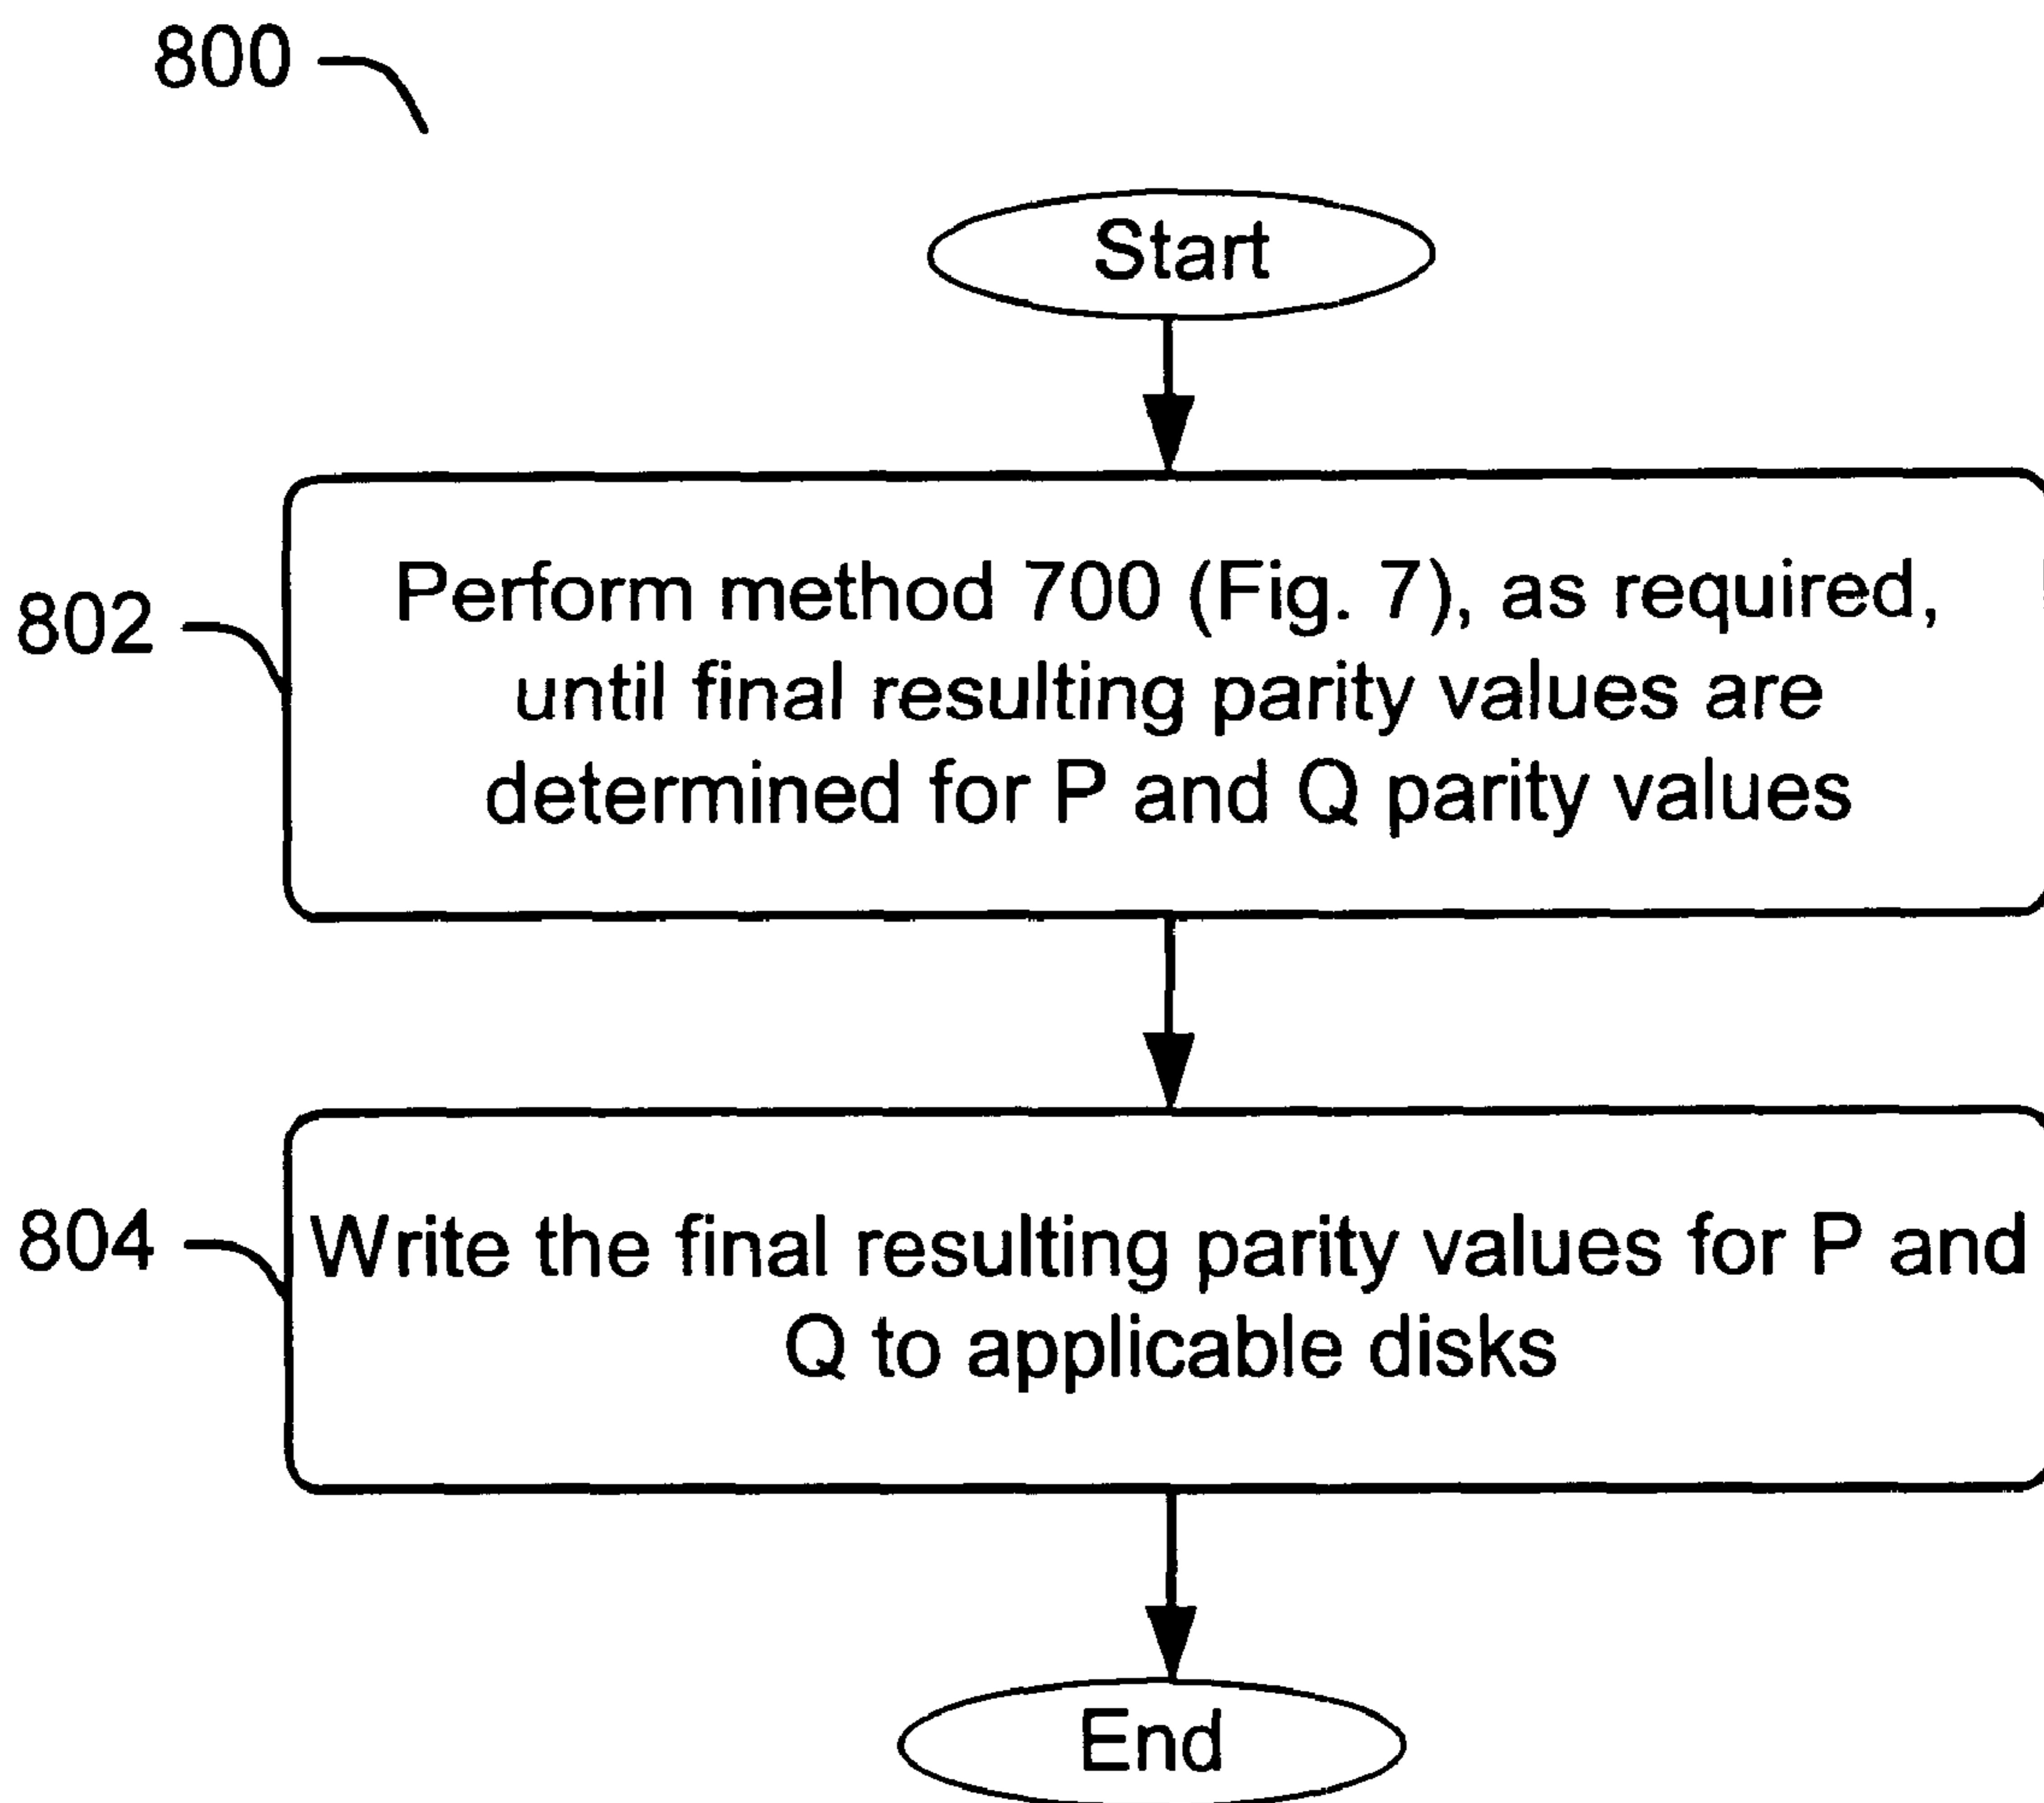 800
Start
802
Perform method 700 (Fig. 7), as required,
until final resulting parity values are
determined for P and Q parity values
804
Write the final resulting parity values for P and
Q to applicable disks
End